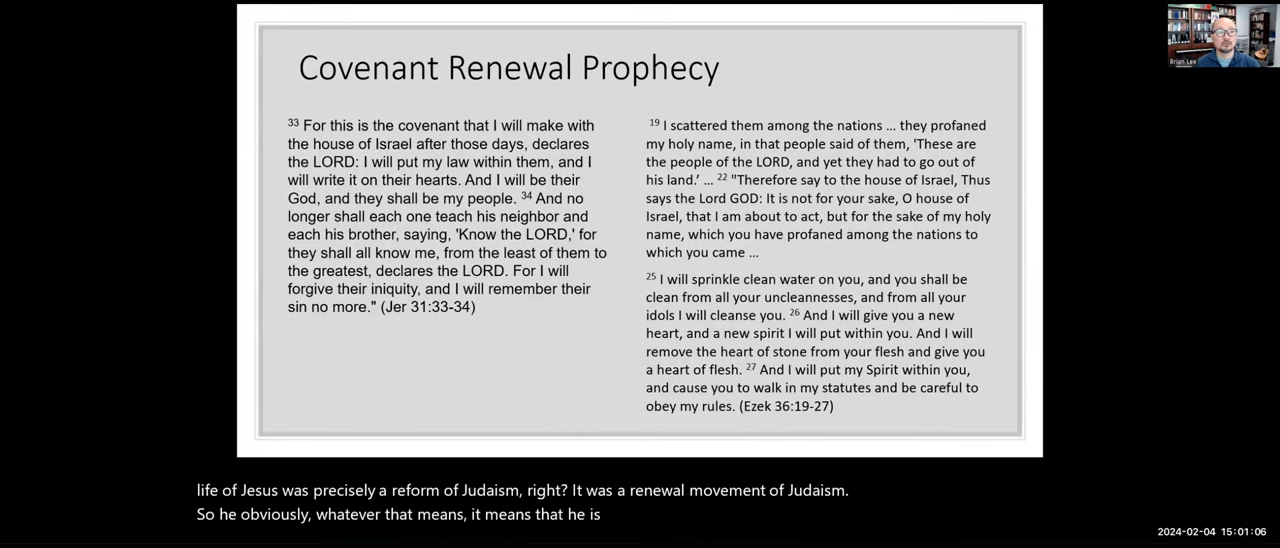 Covenant Renewal Prophecy
33 For this is the covenant that I will make with
the house of Israel after those days, declares
the LORD: I will put my law within them, and I
will write it on their hearts. And I will be their
God, and they shall be my people. 34 And no
longer shall each one teach his neighbor and
each his brother, saying, 'Know the LORD,' for
they shall all know me, from the least of them to
the greatest, declares the LORD. For I will
forgive their iniquity, and I will remember their
sin no more." (Jer 31:33-34)
19 I scattered them among the nations ... they profaned
my holy name, in that people said of them, 'These are
the people of the LORD, and yet they had to go out of
his land.’ ... 22 "Therefore say to the house of Israel, Thus
says the Lord GOD: It is not for your sake, O house of
Israel, that I am about to act, but for the sake of my holy
name, which you have profaned among the nations to
which you came ...
25 I will sprinkle clean water on you, and you shall be
clean from all your uncleannesses, and from all your
idols I will cleanse you. 26 And I will give you a new
heart, and a new spirit I will put within you. And I will
remove the heart of stone from your flesh and give you
a heart of flesh. 27 And I will put my Spirit within you,
and cause you to walk in my statutes and be careful to
obey my rules. (Ezek 36:19-27)
Brian Lee
life of Jesus was precisely a reform of Judaism, right? It was a renewal movement of Judaism.
So he obviously, whatever that means, it means that he is
2024-02-04 15:01:06